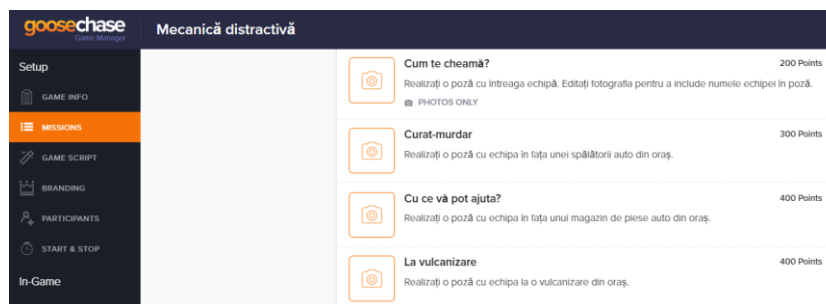 goosechase
Game Manager
Mecanică distractivă
Setup
GAME INFO
MISSIONS
GAME SCRIPT
BRANDING
PARTICIPANTS
START & STOP
In-Game
Cum te cheamă?
200 Points
Realizați o poză cu întreaga echipă. Editați fotografia pentru a include numele echipei în poză.
PHOTOS ONLY
Curat-murdar
300 Points
Realizați o poză cu echipa în fața unei spălătorii auto din oraș.
Cu ce vă pot ajuta?
400 Points
Realizați o poză cu echipa în fața unui magazin de piese auto din oraș.
La vulcanizare
400 Points
Realizați o poză cu echipa la o vulcanizare din oraș.